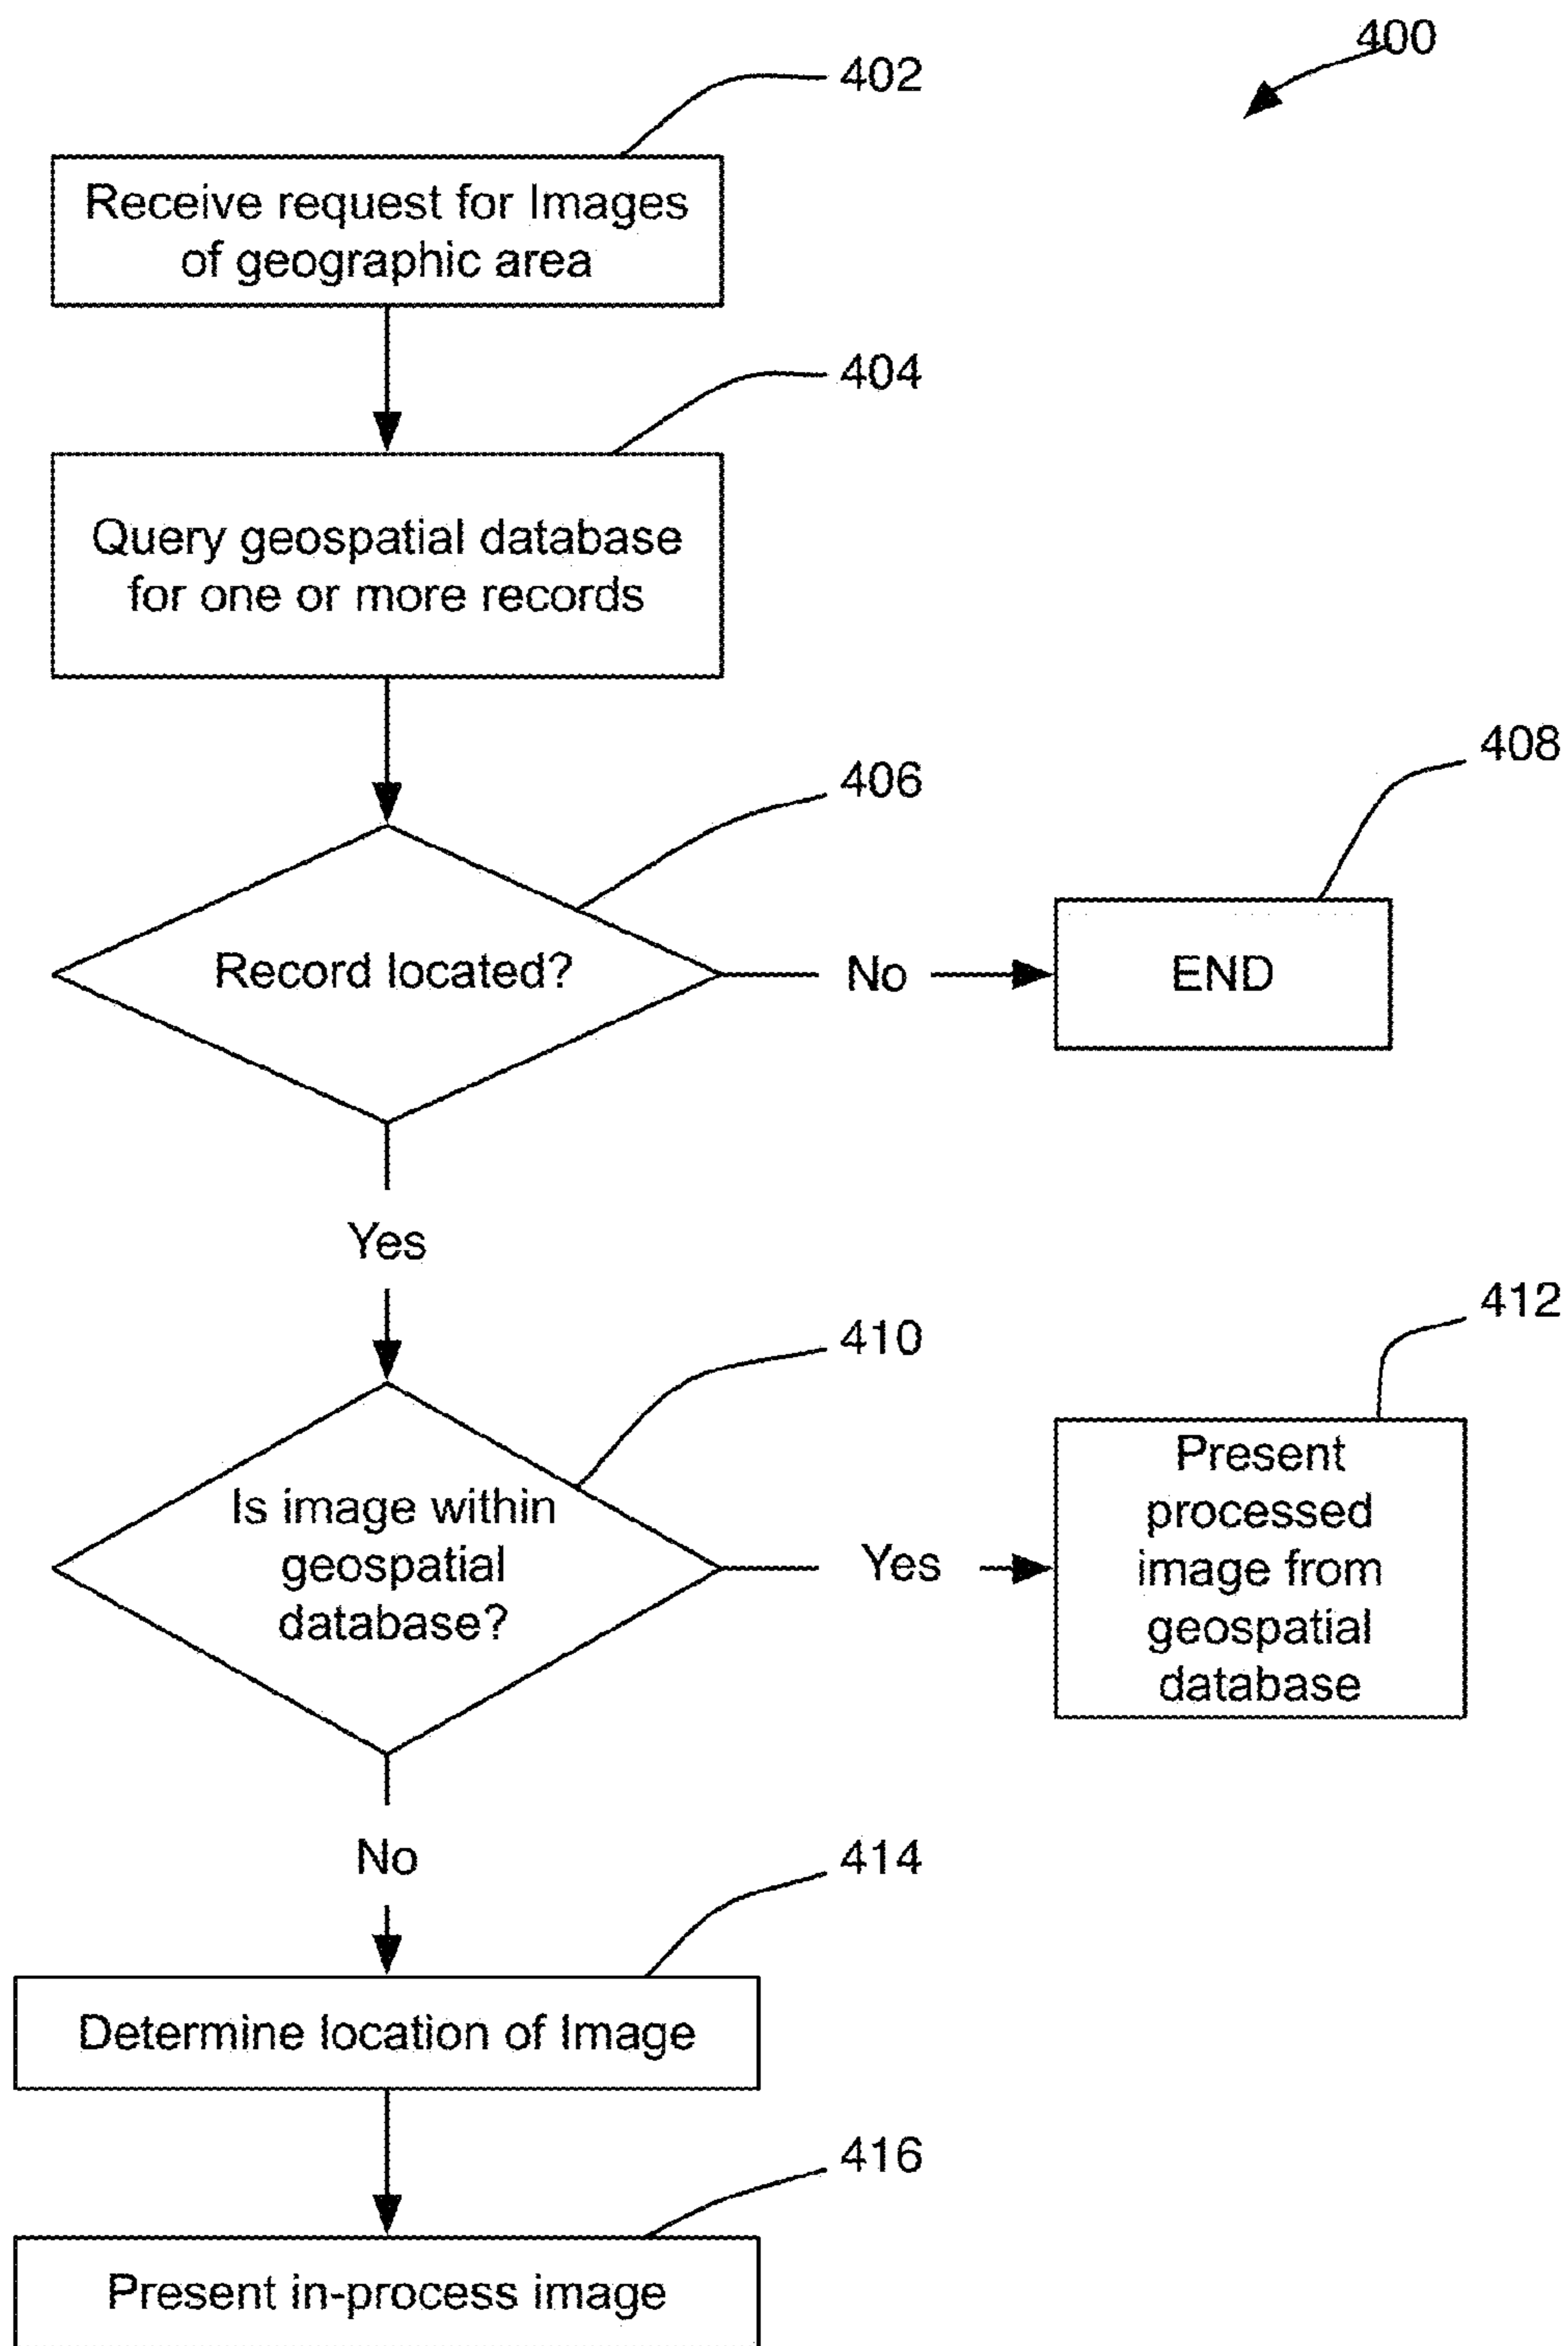 400
402
Receive request for Images
of geographic area
404
Query geospatial database
for one or more records
406
Record located?
No
408
END
Yes
410
Is image within
geospatial
database?
Yes
412
Present
processed
image from
geospatial
database
No
414
Determine location of Image
416
Present in-process image